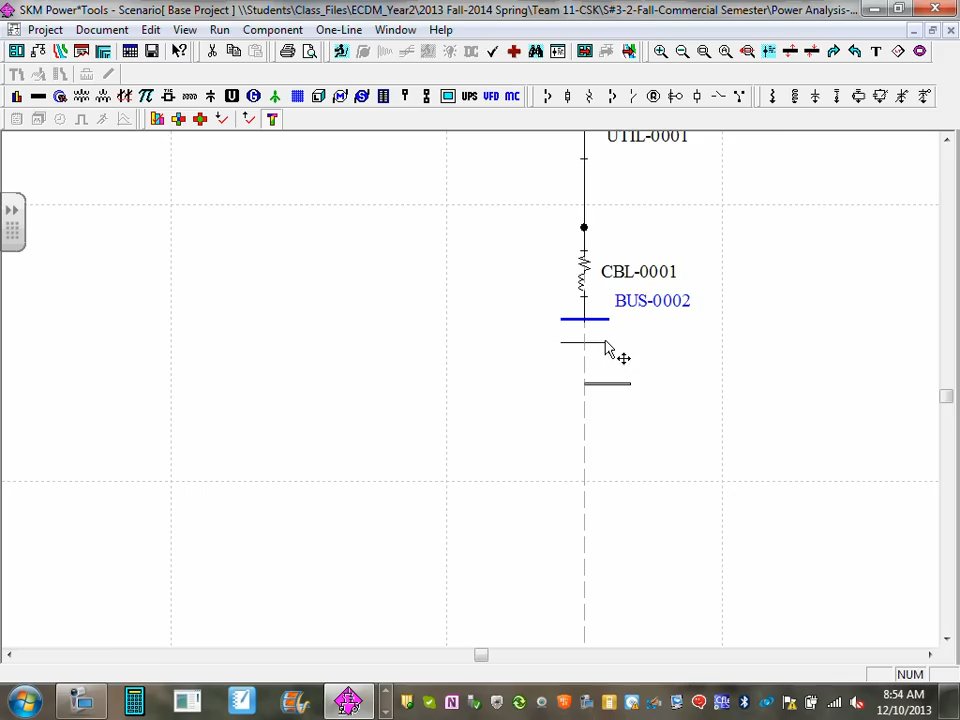 SKM Power*Tools - Scenario[ Base Project ] \\Students\Class_Files\ECDM_Year2\2013 Fall-2014 Spring\Team 11-CSK\S#3-2-Fall-Commercial Semester\Power Analysis-...
Project Document Edit View Run Component One-Line Window Help
DC
T
UPS VFD MC
UTIL-0001
CBL-0001
BUS-0002
NUM
8:54 AM
12/10/2013